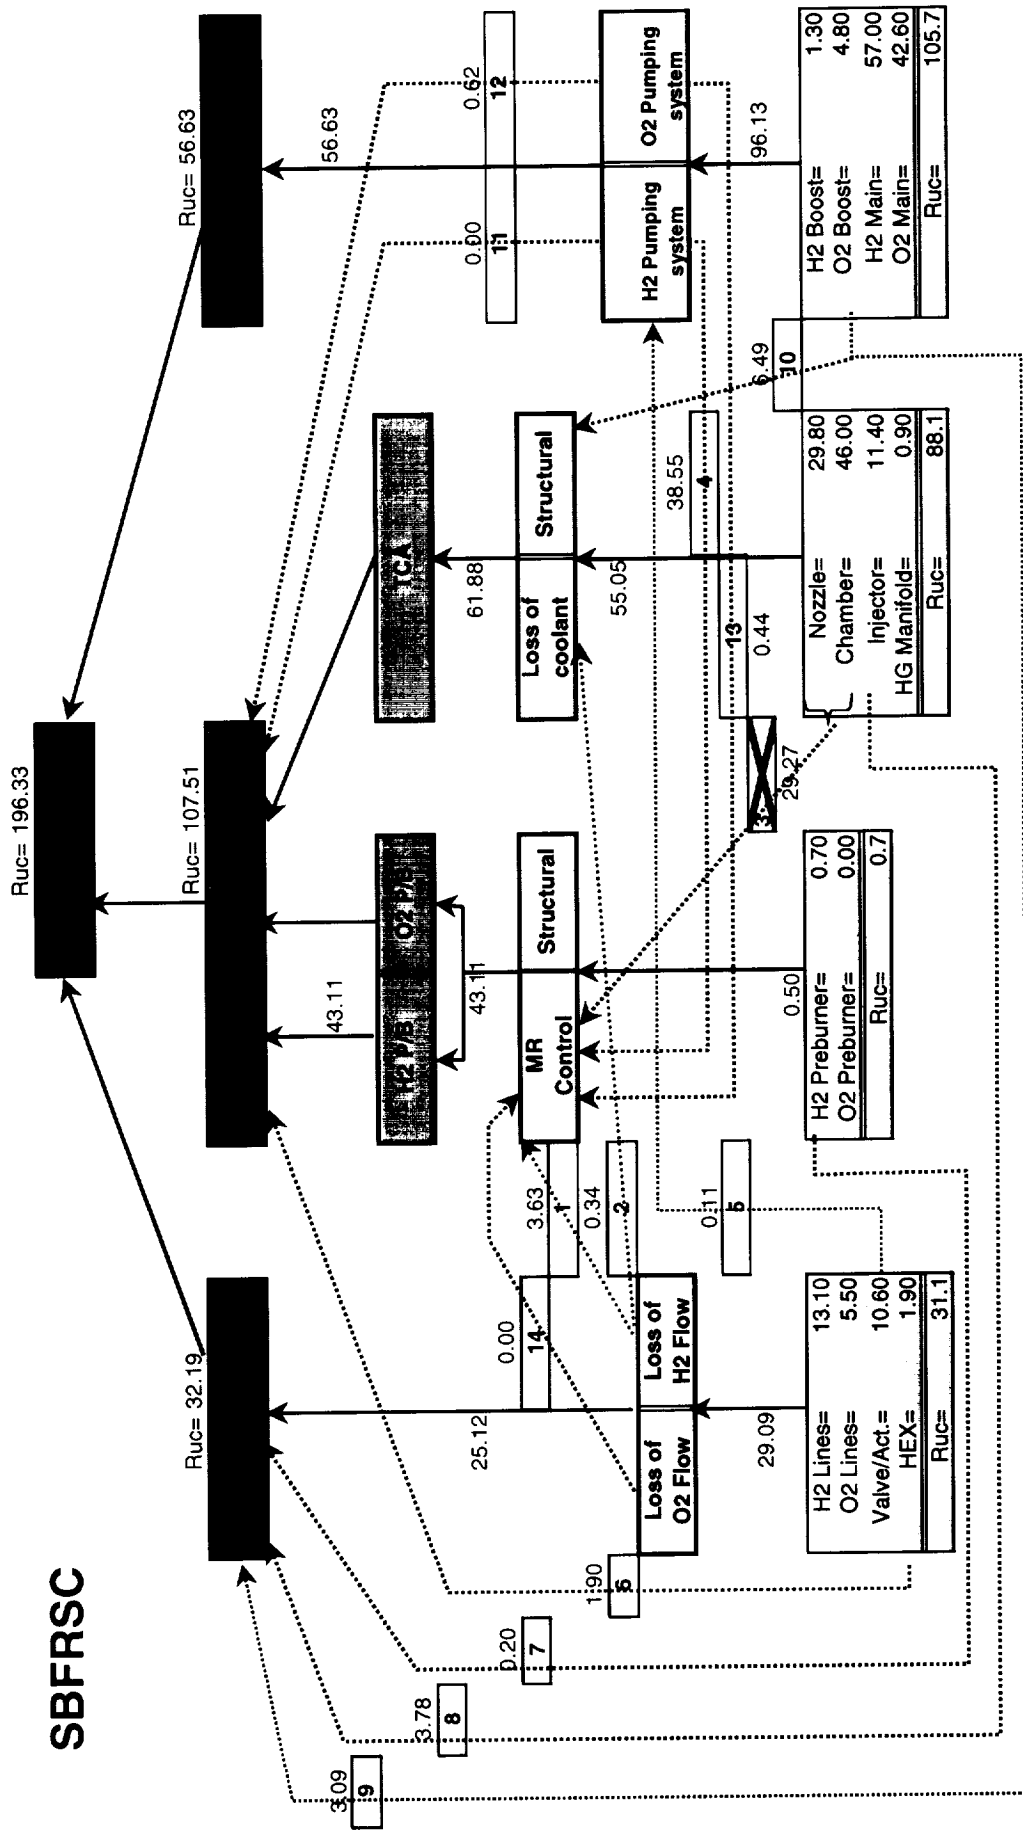 SBFRSC
Ruc= 196.33
Ruc= 32.19
Ruc= 107.51
Ruc= 56.63
43.11
56.63
H2 P/B
O2 P/B
TCA
3.09
9
3.78
8
0.20
7
1.90
6
25.12
0.00
14
3.63
1
0.34
2
0.11
5
43.11
61.88
0.00
11
0.62
12
MR
Control
Structural
Loss of
coolant
Structural
Loss of
O2 Flow
Loss of
H2 Flow
H2 Pumping
system
O2 Pumping
system
29.09
0.50
55.05
38.55
4
13
0.44
3
29.27
96.13
6.49
10
H2 Lines= 13.10
O2 Lines= 5.50
Valve/Act.= 10.60
HEX= 1.90
Ruc= 31.1
H2 Preburner= 0.70
O2 Preburner= 0.00
Ruc= 0.7
Nozzle= 29.80
Chamber= 46.00
Injector= 11.40
HG Manifold= 0.90
Ruc= 88.1
H2 Boost= 1.30
O2 Boost= 4.80
H2 Main= 57.00
O2 Main= 42.60
Ruc= 105.7